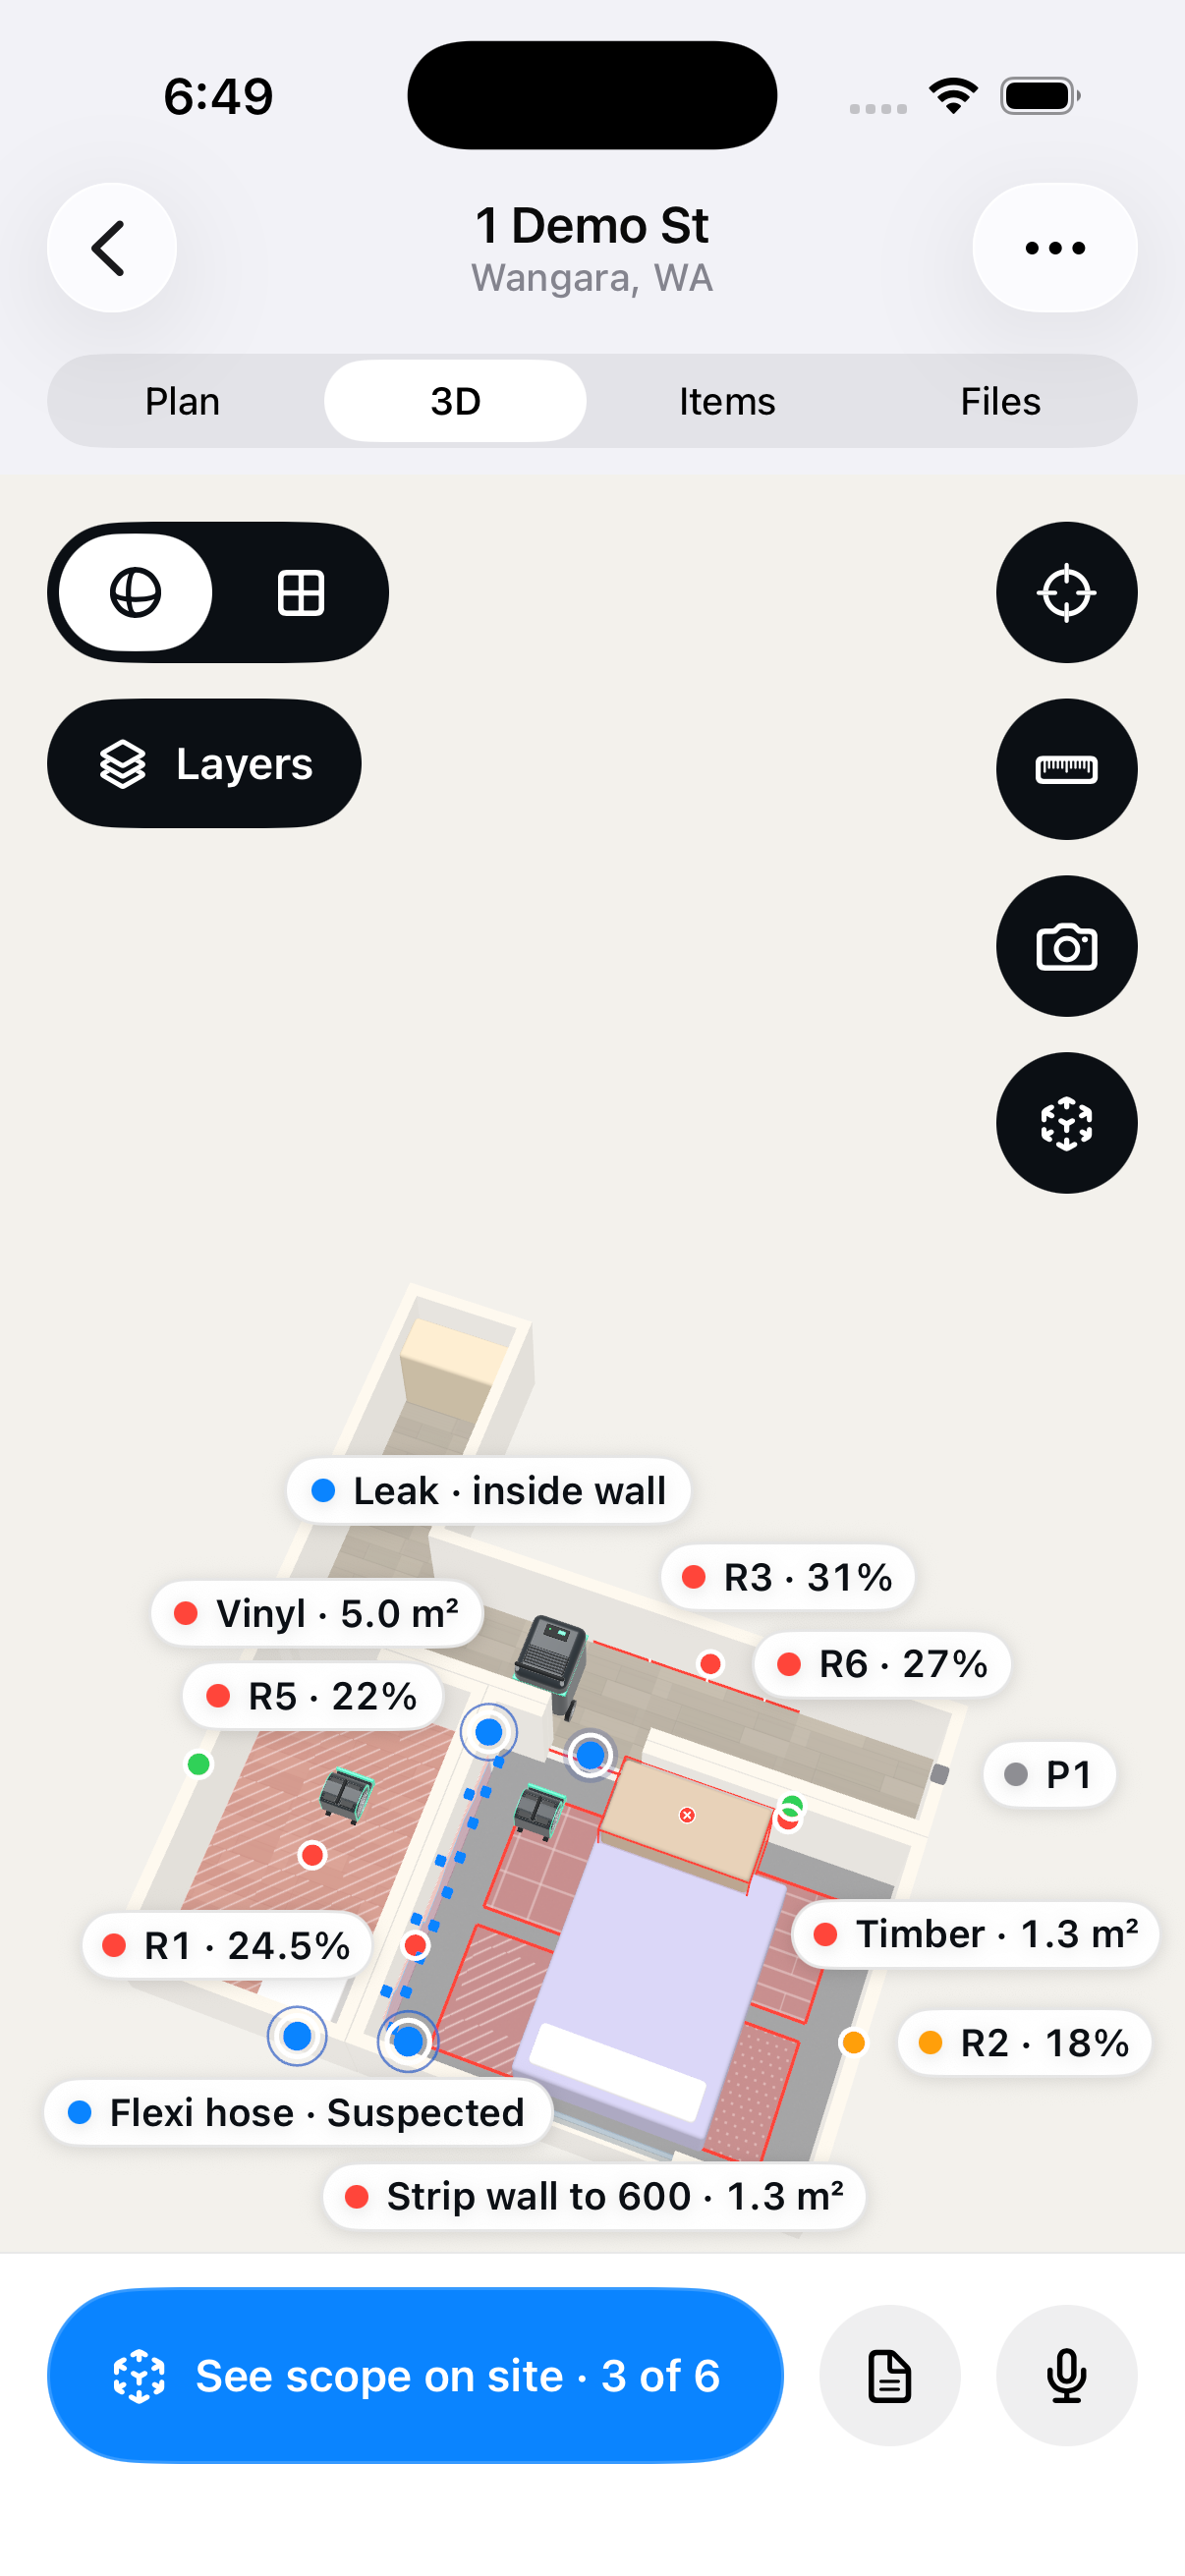 6:49
1 Demo St
Wangara, WA
Plan
3D
Items
Files
Layers
Leak · inside wall
R3 · 31%
Vinyl · 5.0 m²
R6 · 27%
R5 · 22%
P1
Timber · 1.3 m²
R1 · 24.5%
R2 · 18%
Flexi hose · Suspected
Strip wall to 600 · 1.3 m²
See scope on site · 3 of 6